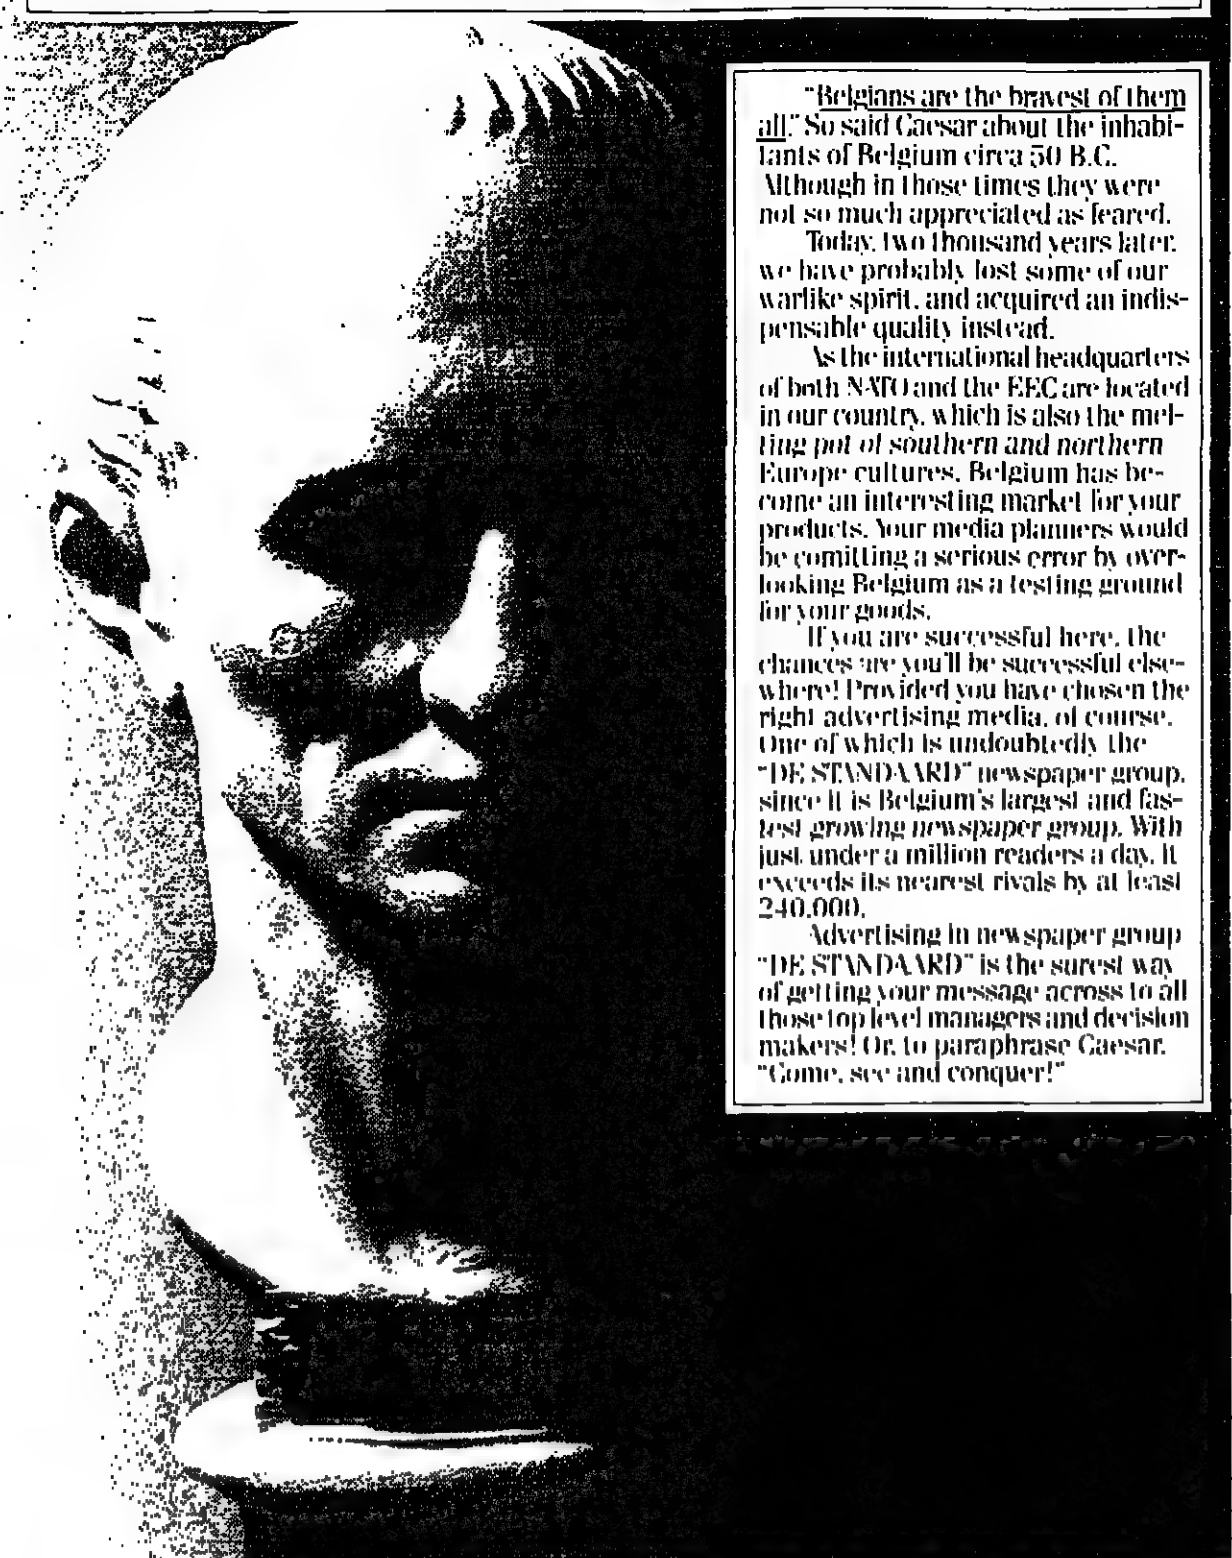 "Belgians are the bravest of them
all." So said Caesar about the inhabi-
tants of Belgium circa 50 B.C.
Although in those times they were
not so much appreciated as feared.
Today, two thousand years later,
we have probably lost some of our
warlike spirit, and acquired an indis-
pensable quality instead.
As the international headquarters
of both NATO and the EEC are located
in our country, which is also the mel-
ting pot of southern and northern
Europe cultures, Belgium has be-
come an interesting market for your
products. Your media planners would
be comitting a serious error by over-
looking Belgium as a testing ground
for your goods.
If you are successful here, the
chances are you'll be successful else-
where! Provided you have chosen the
right advertising media, of course.
One of which is undoubtedly the
"DE STANDAARD" newspaper group,
since it is Belgium's largest and fas-
test growing newspaper group. With
just under a million readers a day, it
exceeds its nearest rivals by at least
240.000.
Advertising in newspaper group
"DE STANDAARD" is the surest way
of getting your message across to all
those top level managers and decision
makers! Or, to paraphrase Caesar,
"Come, see and conquer!"